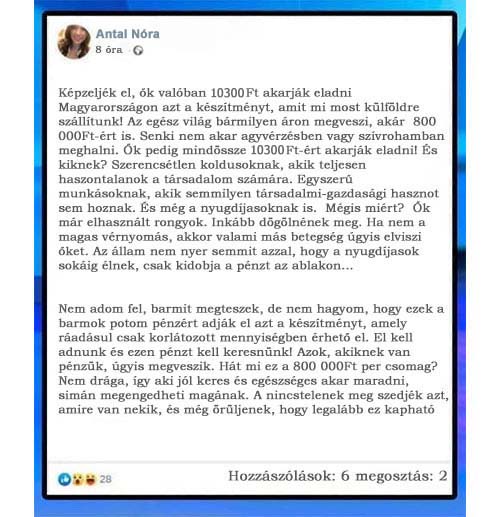 Antal Nóra
8 óra ·
Képzeljék el, ők valóban 10300Ft akarják eladni
Magyarországon azt a készítményt, amit mi most külföldre
szállítunk! Az egész világ bármilyen áron megveszi, akár 800
000Ft-ért is. Senki nem akar agyvérzésben vagy szívrohamban
meghalni. Ők pedig mindössze 10300Ft-ért akarják eladni! És
kiknek? Szerencsétlen koldusoknak, akik teljesen
haszontalanok a társadalom számára. Egyszerű
munkásoknak, akik semmilyen társadalmi-gazdasági hasznot
sem hoznak. És még a nyugdíjasoknak is. Mégis miért? Ők
már elhasznált rongyok. Inkább dögölnének meg. Ha nem a
magas vérnyomás, akkor valami más betegség úgyis elviszi
őket. Az állam nem nyer semmit azzal, hogy a nyugdíjasok
sokáig élnek, csak kidobja a pénzt az ablakon...
Nem adom fel, barmit megteszek, de nem hagyom, hogy ezek a
barmok potom pénzért adják el azt a készítményt, amely
ráadásul csak korlátozott mennyiségben érhető el. El kell
adnunk és ezen pénzt kell keresnünk! Azok, akiknek van
pénzük, úgyis megveszik. Hát mi ez a 800 000Ft per csomag?
Nem drága, így aki jól keres és egészséges akar maradni,
simán megengedheti magának. A nincstelenek meg szedjék azt,
amire van nekik, és még örüljenek, hogy legalább ez kapható
28
Hozzászólások: 6 megosztás: 2